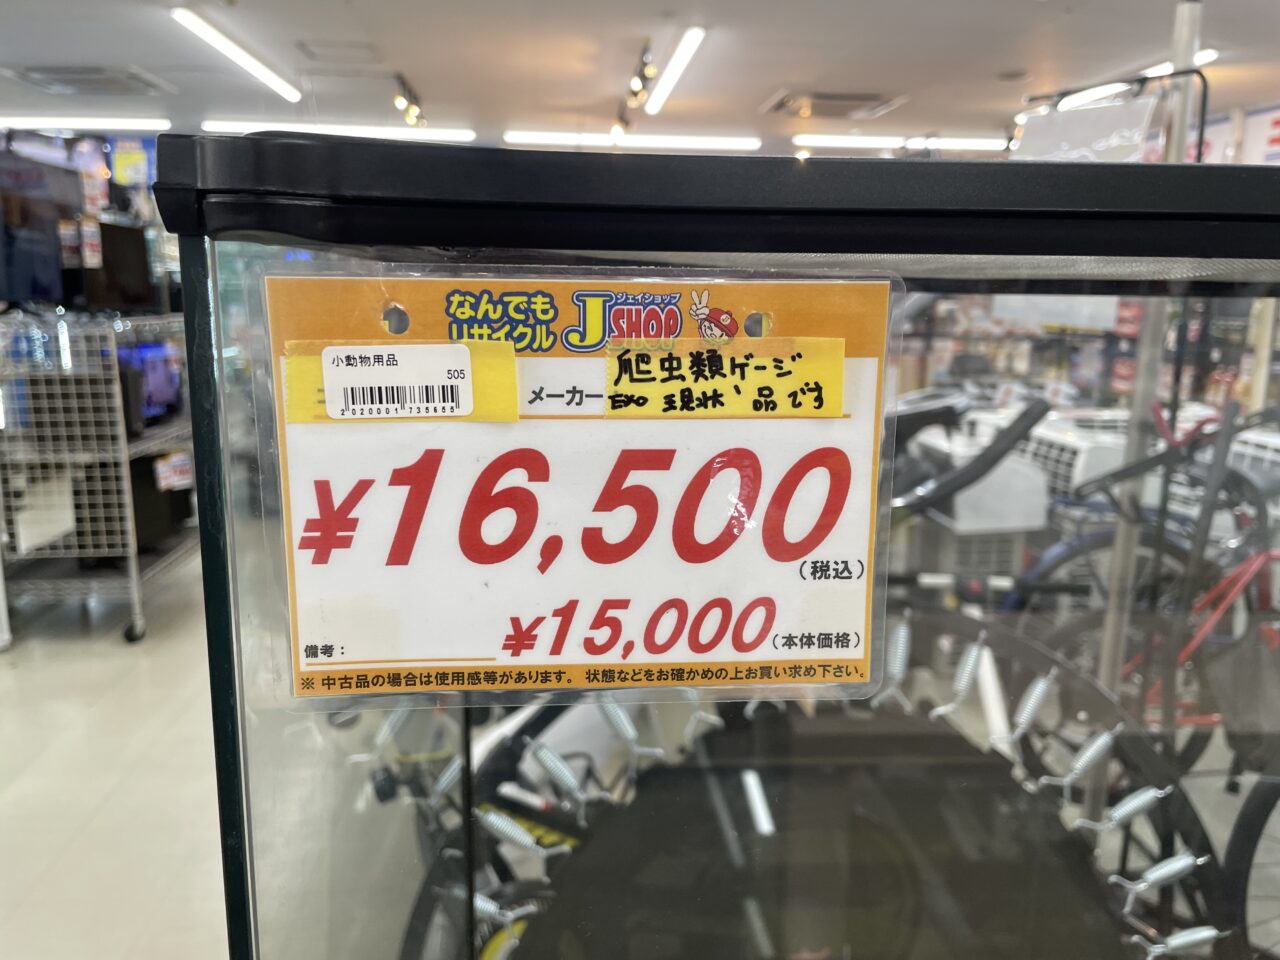 なんでも
リサイクル
ジェイショップ
J SHOP
小動物用品
505
2020001735655
メーカー
爬虫類ゲージ
EXO 現状品です
¥16,500
(税込)
¥15,000(本体価格)
備考：
※ 中古品の場合は使用感等があります。 状態などをお確かめの上お買い求め下さい。